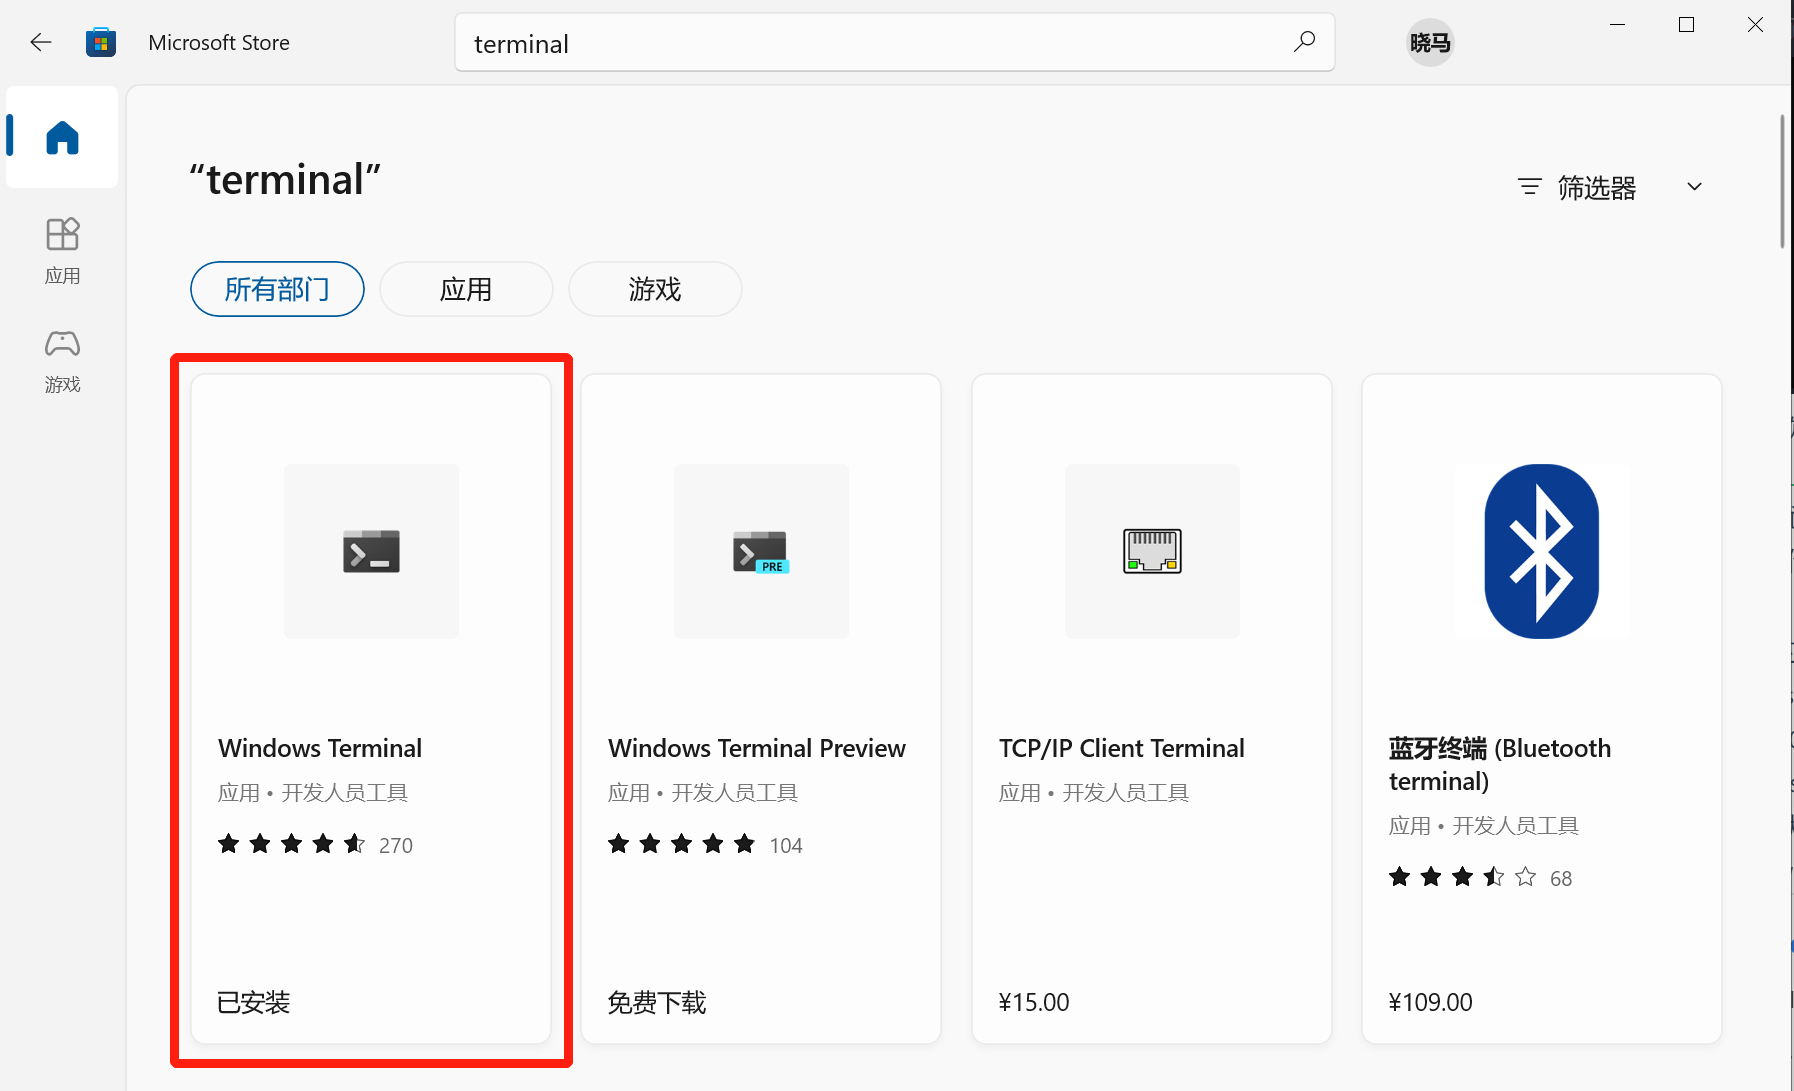 Microsoft Store
terminal
晓马
“terminal”
筛选器
所有部门
应用
游戏
应用
游戏
PRE
Windows Terminal
应用 • 开发人员工具
270
已安装
Windows Terminal Preview
应用 • 开发人员工具
104
免费下载
TCP/IP Client Terminal
应用 • 开发人员工具
¥15.00
蓝牙终端 (Bluetooth
terminal)
应用 • 开发人员工具
68
¥109.00